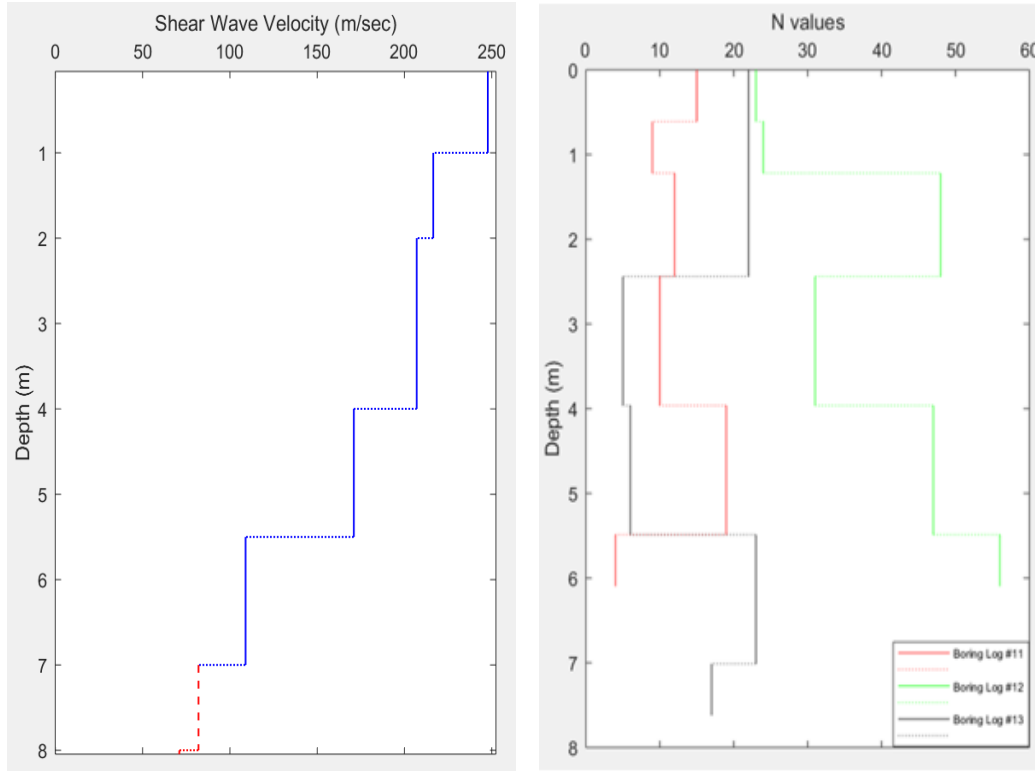 Shear Wave Velocity (m/sec)
0 50 100 150 200 250
1
2
3
4
5
6
7
8
Depth (m)
N values
0 10 20 30 40 50 60
0
1
2
3
4
5
6
7
8
Depth (m)
Boring Log #11
Boring Log #12
Boring Log #13